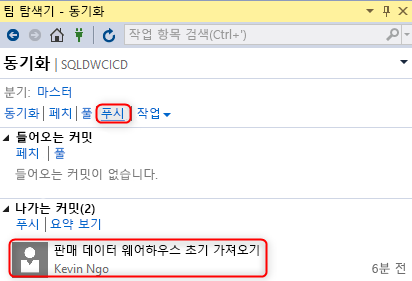 팀 탐색기 - 동기화
작업 항목 검색(Ctrl+')
동기화 | SQLDWCICD
분기: 마스터
동기화 | 페치 | 풀 | 푸시 | 작업
들어오는 커밋
페치 | 풀
들어오는 커밋이 없습니다.
나가는 커밋(2)
푸시 | 요약 보기
판매 데이터 웨어하우스 초기 가져오기
Kevin Ngo 6분 전